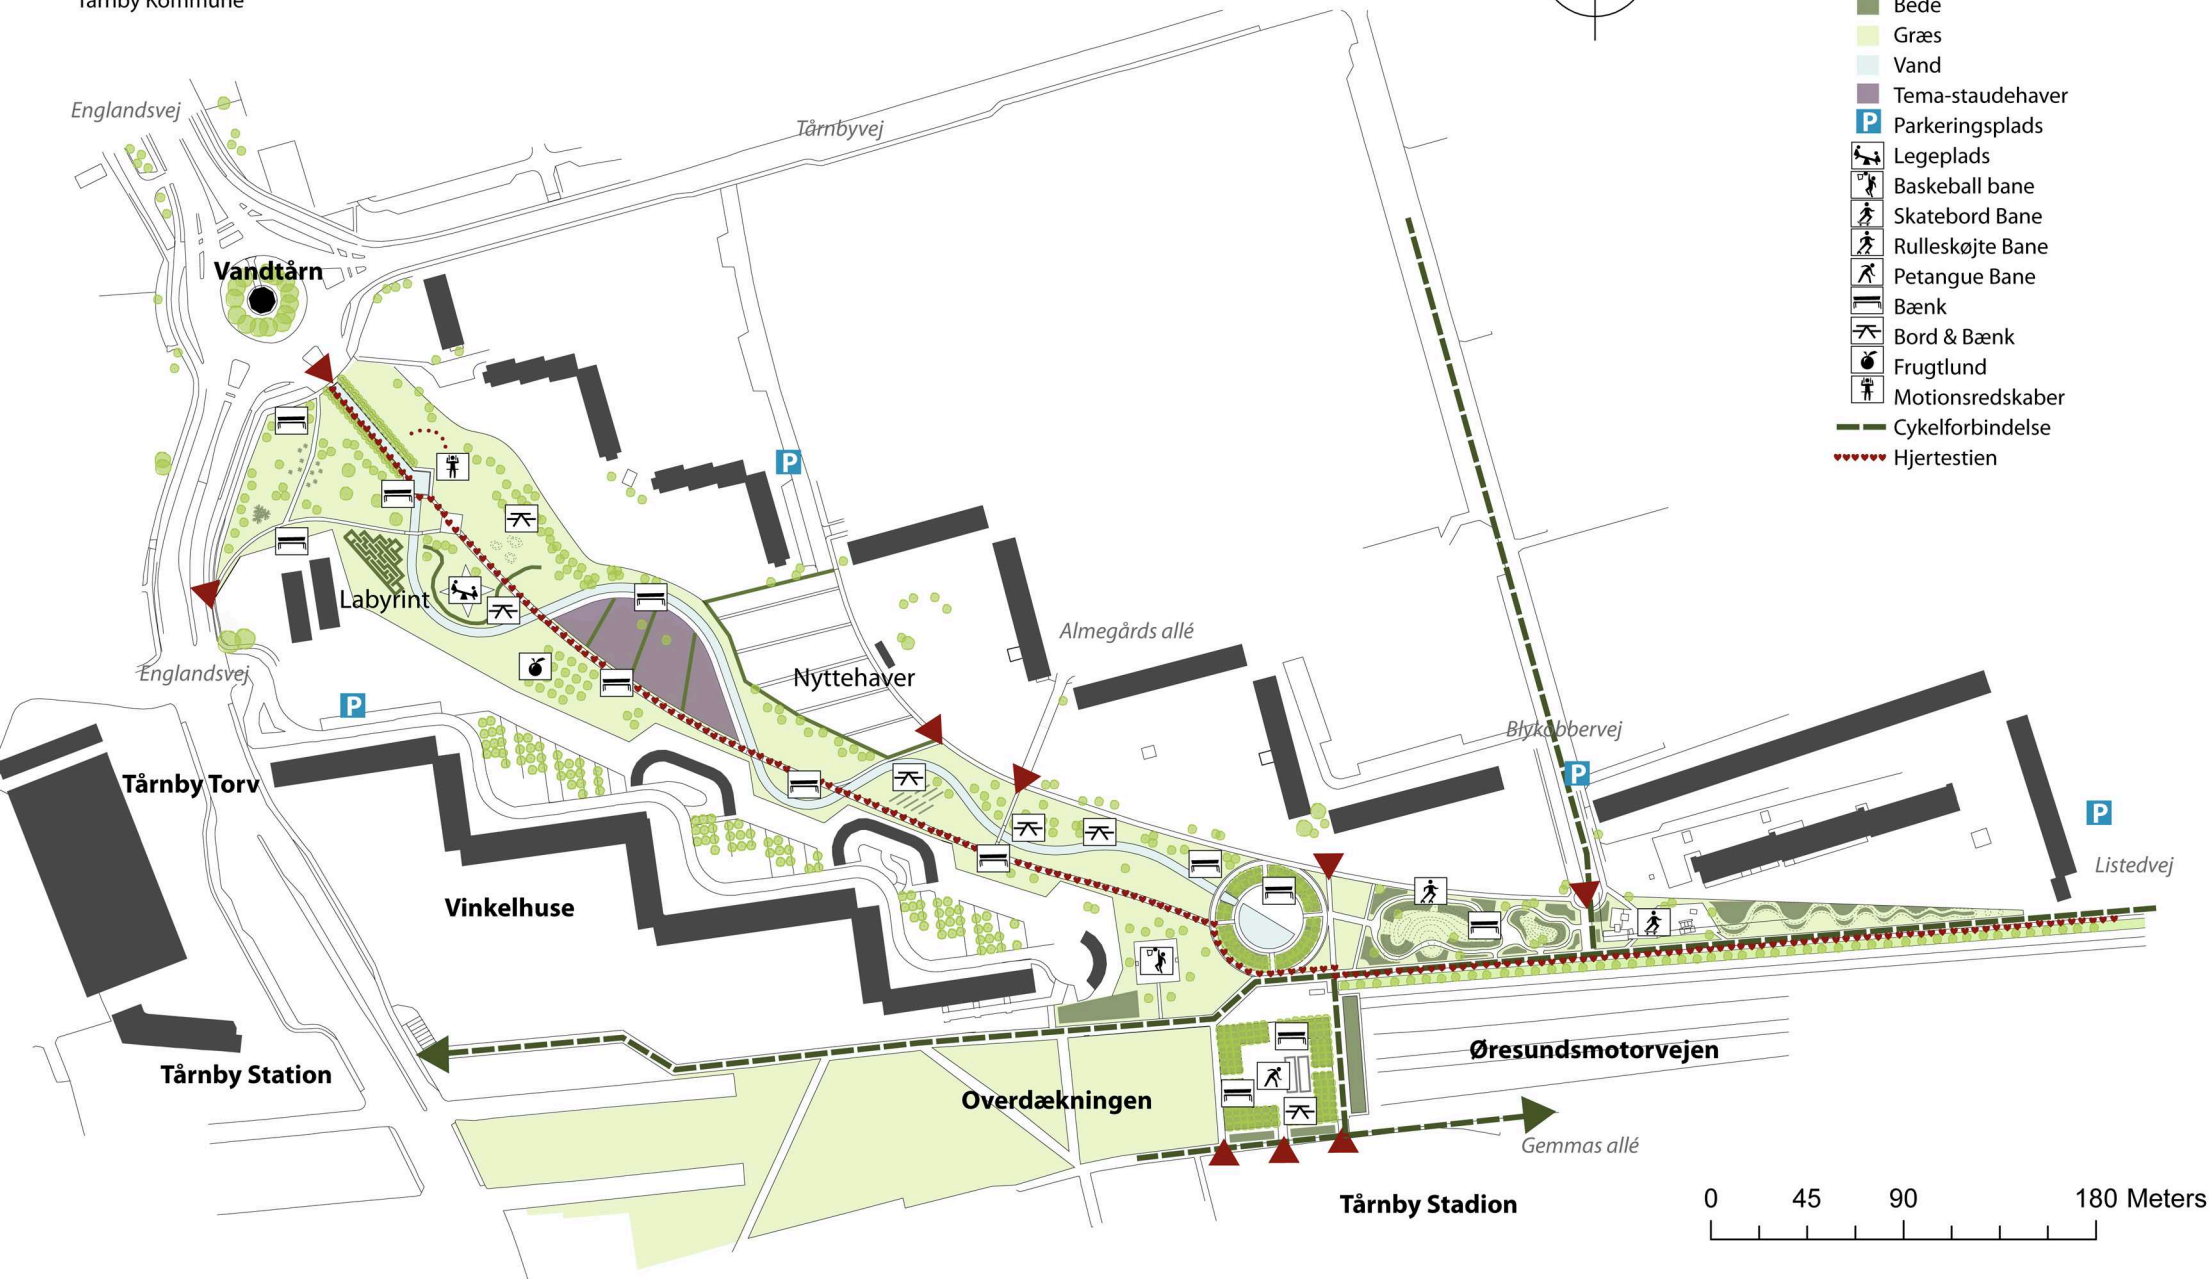 Tårnby Kommune
Bede
Græs
Vand
Tema-staudehaver
P Parkeringsplads
Legeplads
Baskeball bane
Skatebord Bane
Rulleskøjte Bane
Petangue Bane
Bænk
Bord & Bænk
Frugtlund
Motionsredskaber
Cykelforbindelse
Hjertestien
Englandsvej
Tårnbyvej
Vandtårn
P
Labyrint
Almegårds allé
Englandsvej
Nyttehaver
P
Blykobbervej
P
Tårnby Torv
P
Listedvej
Vinkelhuse
Øresundsmotorvejen
Tårnby Station
Overdækningen
Gemmas allé
Tårnby Stadion
0 45 90 180 Meters